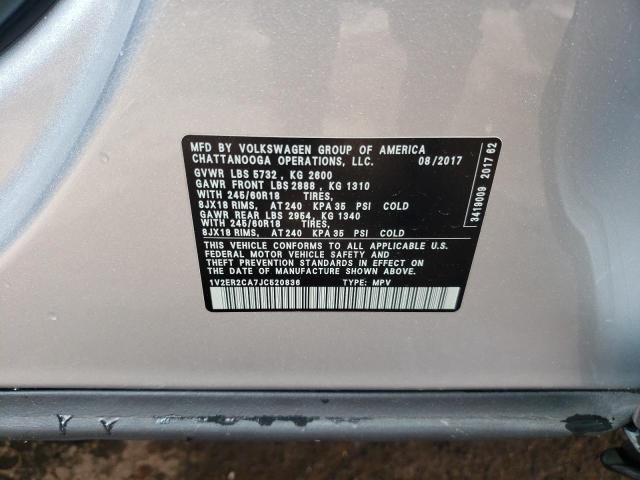 MFD BY VOLKSWAGEN GROUP OF AMERICA
CHATTANOOGA OPERATIONS, LLC. 08/2017
GVWR LBS 5732 , KG 2600
GAWR FRONT LBS 2888 , KG 1310
WITH 245/60R18 TIRES,
8JX18 RIMS, AT 240 KPA 35 PSI COLD
GAWR REAR LBS 2954, KG 1340
WITH 245/60R18 TIRES,
8JX18 RIMS, AT 240 KPA 35 PSI COLD
THIS VEHICLE CONFORMS TO ALL APPLICABLE U.S.
FEDERAL MOTOR VEHICLE SAFETY AND
THEFT PREVENTION STANDARDS IN EFFECT ON
THE DATE OF MANUFACTURE SHOWN ABOVE.
1V2ER2CA7JC520836 TYPE: MPV
3419009 2017 62